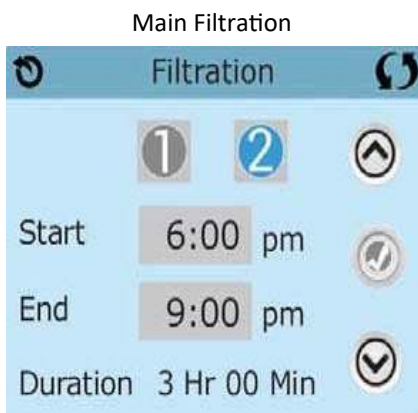 Main Filtration
Filtration
1 2
Start 6:00 pm
End 9:00 pm
Duration 3 Hr 00 Min